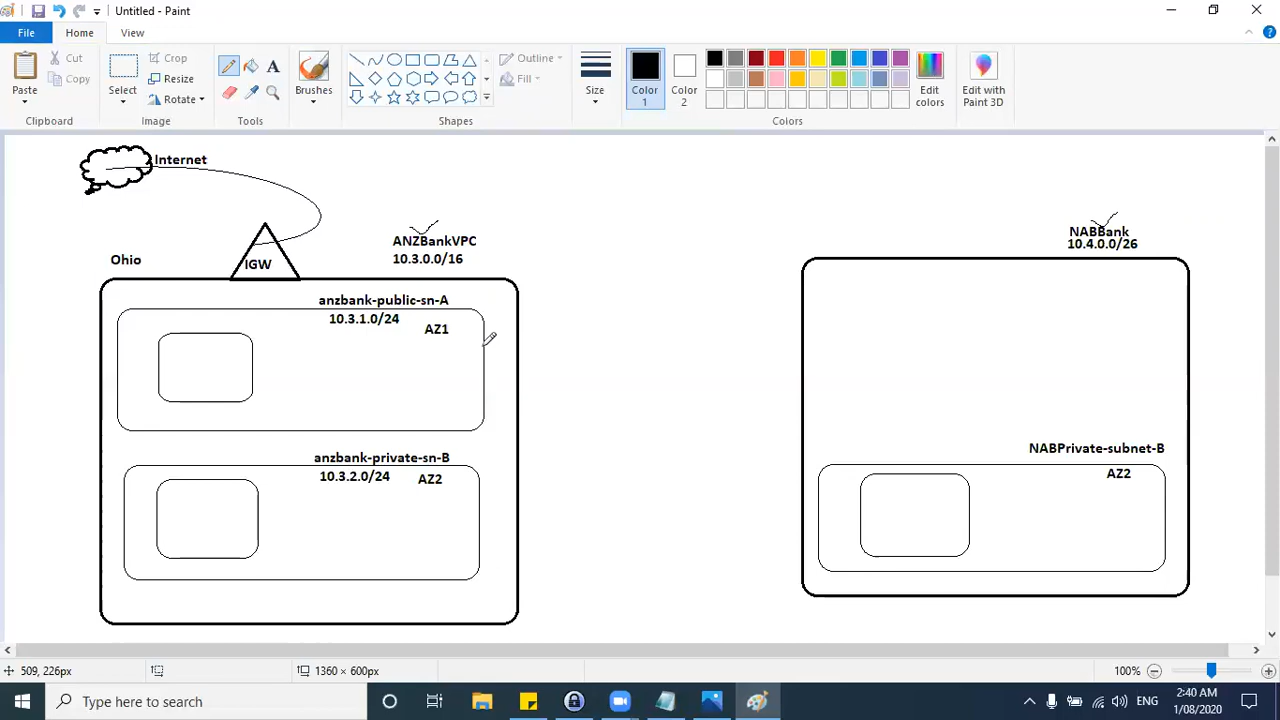 Untitled - Paint
File
Home
View
Paste
Cut
Copy
Clipboard
Select
Crop
Resize
Rotate
Image
A
Tools
Brushes
Outline
Fill
Shapes
Size
Color
1
Color
2
Edit
colors
Edit with
Paint 3D
Colors
Internet
IGW
Ohio
ANZBankVPC
10.3.0.0/16
anzbank-public-sn-A
10.3.1.0/24
AZ1
anzbank-private-sn-B
10.3.2.0/24
AZ2
NABBank
10.4.0.0/26
NABPrivate-subnet-B
AZ2
509, 226px
1360 × 600px
100%
Type here to search
ENG
2:40 AM
1/08/2020